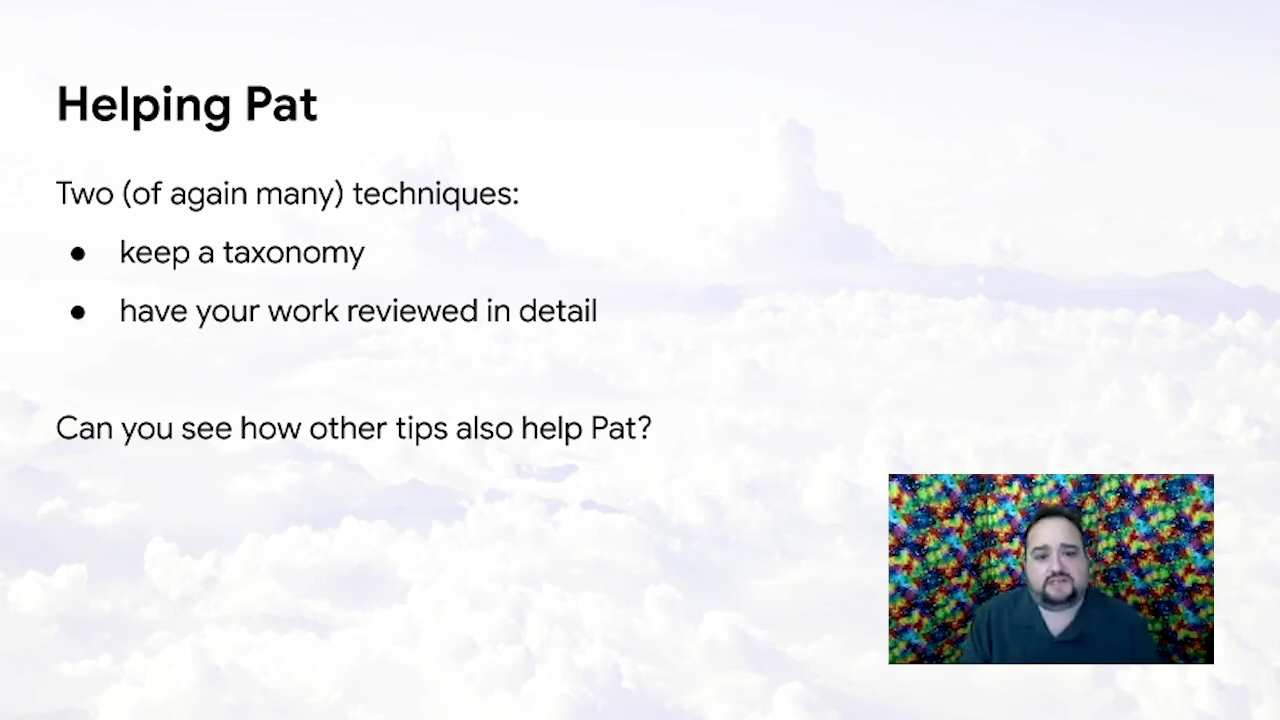 Helping Pat
Two (of again many) techniques:
● keep a taxonomy
● have your work reviewed in detail
Can you see how other tips also help Pat?